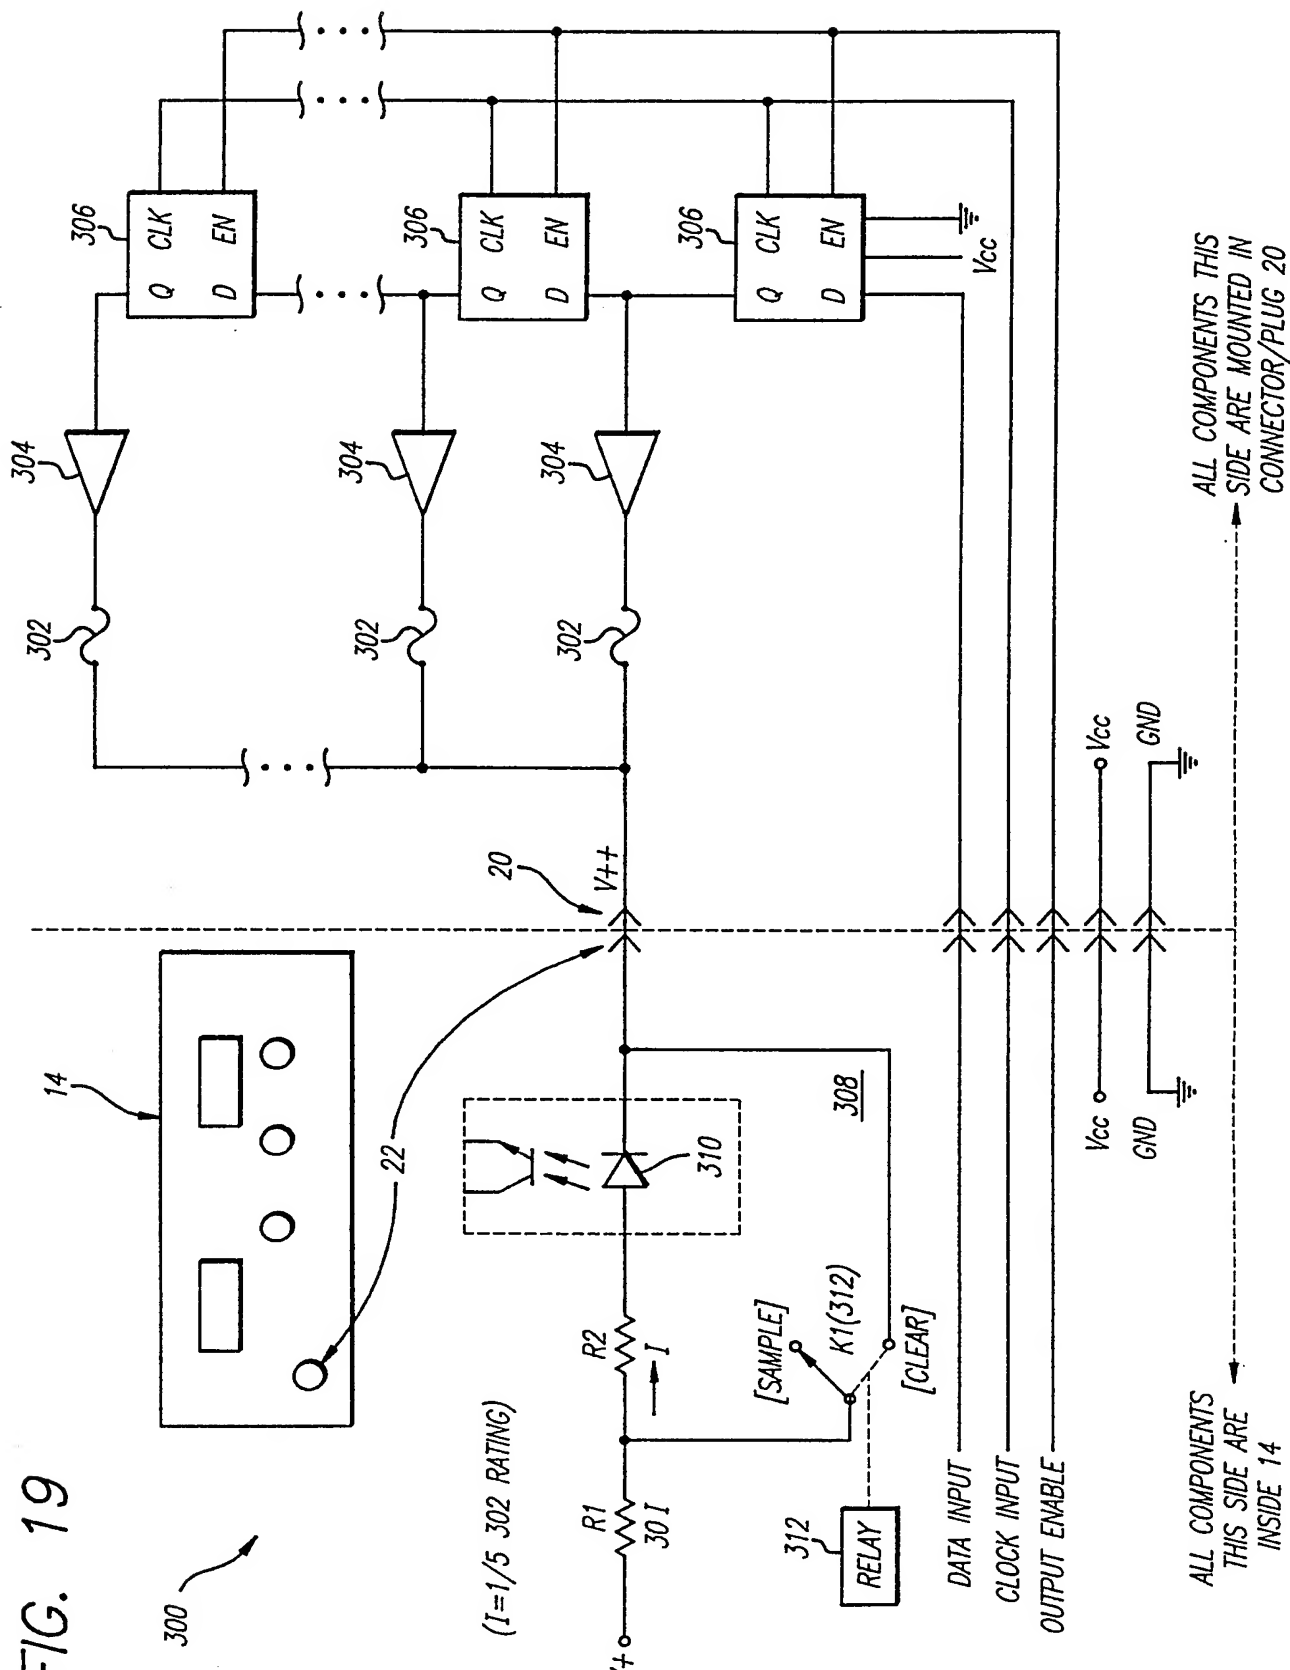 FIG. 19
300
14
22
20
V++
(I=1/5 302 RATING)
R1
30 I
R2
I
310
308
[SAMPLE]
K1(312)
[CLEAR]
312
RELAY
302
302
302
304
304
304
306
Q
CLK
D
EN
306
Q
CLK
D
EN
306
Q
CLK
D
EN
Vcc
DATA INPUT
CLOCK INPUT
OUTPUT ENABLE
Vcc
Vcc
GND
GND
ALL COMPONENTS
THIS SIDE ARE
INSIDE 14
ALL COMPONENTS THIS
SIDE ARE MOUNTED IN
CONNECTOR/PLUG 20